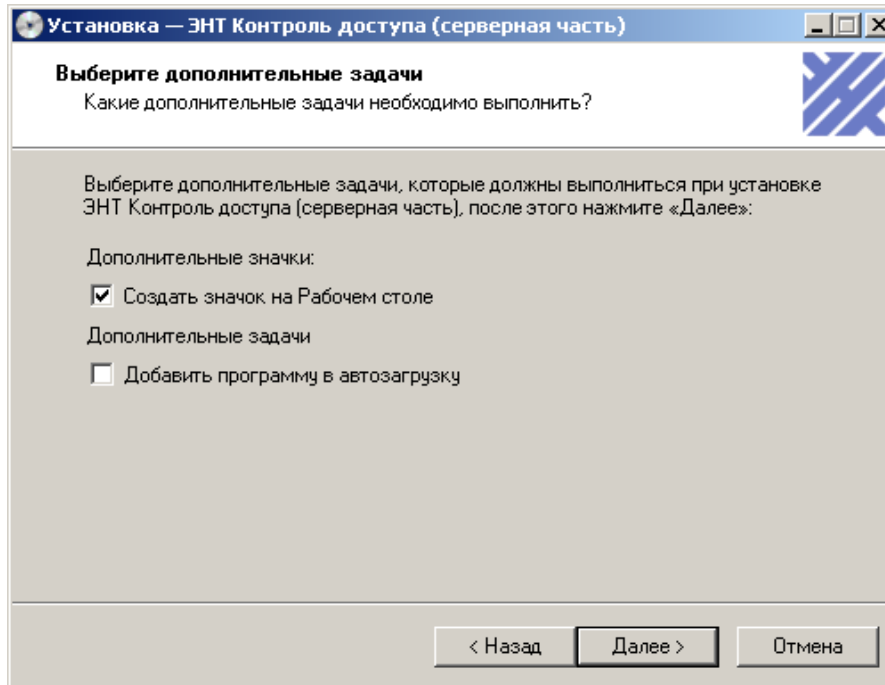 Установка — ЭНТ Контроль доступа (серверная часть)
Выберите дополнительные задачи
Какие дополнительные задачи необходимо выполнить?
Выберите дополнительные задачи, которые должны выполниться при установке
ЭНТ Контроль доступа (серверная часть), после этого нажмите «Далее»:
Дополнительные значки:
Создать значок на Рабочем столе
Дополнительные задачи
Добавить программу в автозагрузку
< Назад
Далее >
Отмена